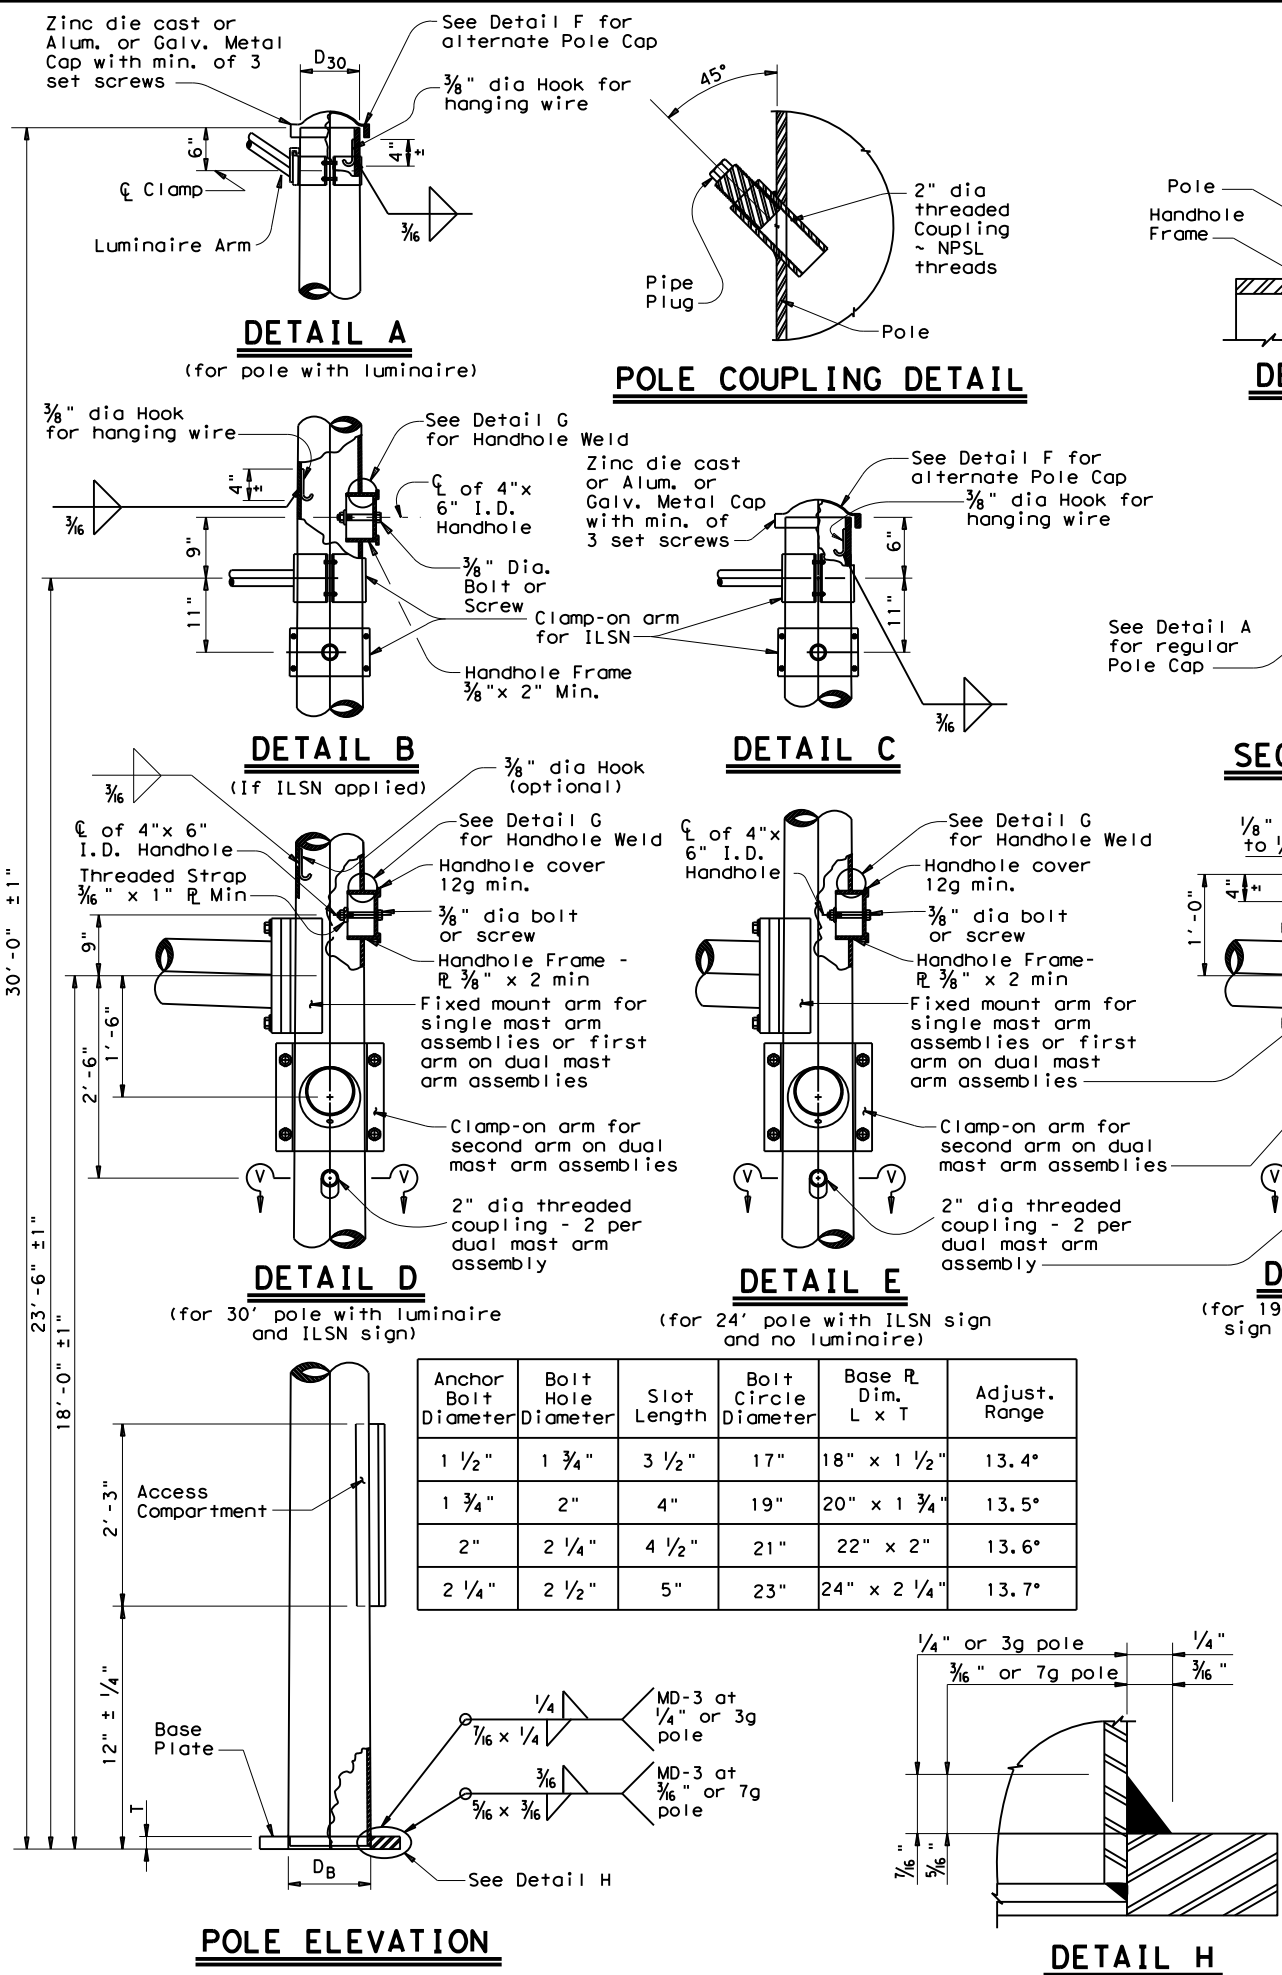 Zinc die cast or
Alum. or Galv. Metal
Cap with min. of 3
set screws
D30
See Detail F for
alternate Pole Cap
3/8" dia Hook for
hanging wire
6"
4"
±
℄ Clamp
Luminaire Arm
3/16
DETAIL A
(for pole with luminaire)
45°
2" dia
threaded
Coupling
~ NPSL
threads
Pipe
Plug
Pole
POLE COUPLING DETAIL
Pole
Handhole
Frame
3/8" dia Hook
for hanging wire
4"
±
3/16
9"
11"
See Detail G
for Handhole Weld
℄ of 4"x
6" I.D.
Handhole
3/8" Dia.
Bolt or
Screw
Clamp-on arm
for ILSN
Handhole Frame
3/8"x 2" Min.
DETAIL B
(If ILSN applied)
Zinc die cast
or Alum. or
Galv. Metal Cap
with min. of
3 set screws
See Detail F for
alternate Pole Cap
3/8" dia Hook for
hanging wire
6"
11"
3/16
DETAIL C
See Detail A
for regular
Pole Cap
3/16
℄ of 4"x 6"
I.D. Handhole
Threaded Strap
3/16 " x 1" ℞ Min
3/8" dia Hook
(optional)
See Detail G
for Handhole Weld
Handhole cover
12g min.
3/8" dia bolt
or screw
Handhole Frame -
℞ 3/8" x 2 min
Fixed mount arm for
single mast arm
assemblies or first
arm on dual mast
arm assemblies
Clamp-on arm for
second arm on dual
mast arm assemblies
V
V
2" dia threaded
coupling - 2 per
dual mast arm
assembly
9"
1'-6"
2'-6"
DETAIL D
(for 30' pole with luminaire
and ILSN sign)
℄ of 4"x
6" I.D.
Handhole
See Detail G
for Handhole Weld
Handhole cover
12g min.
3/8" dia bolt
or screw
Handhole Frame-
℞ 3/8" x 2 min
Fixed mount arm for
single mast arm
assemblies or first
arm on dual mast
arm assemblies
Clamp-on arm for
second arm on dual
mast arm assemblies
V
V
2" dia threaded
coupling - 2 per
dual mast arm
assembly
DETAIL E
(for 24' pole with ILSN sign
and no luminaire)
1/8"
4"
±
1'-0"
V
(for 19
sign
30'-0" ±1"
23'-6" ±1"
18'-0" ±1"
Anchor
Bolt
Diameter
Bolt
Hole
Diameter
Slot
Length
Bolt
Circle
Diameter
Base ℞
Dim.
L x T
Adjust.
Range
1 1/2" 1 3/4" 3 1/2" 17" 18" x 1 1/2" 13.4°
1 3/4" 2" 4" 19" 20" x 1 3/4" 13.5°
2" 2 1/4" 4 1/2" 21" 22" x 2" 13.6°
2 1/4" 2 1/2" 5" 23" 24" x 2 1/4" 13.7°
2'-3"
Access
Compartment
12" ± 1/4"
Base
Plate
T
DB
1/4
7/16 x 1/4
MD-3 at
1/4" or 3g
pole
3/16
5/16 x 3/16
MD-3 at
3/16 " or 7g
pole
See Detail H
POLE ELEVATION
1/4" or 3g pole
1/4"
3/16 " or 7g pole
3/16 "
7/16 "
5/16 "
DETAIL H